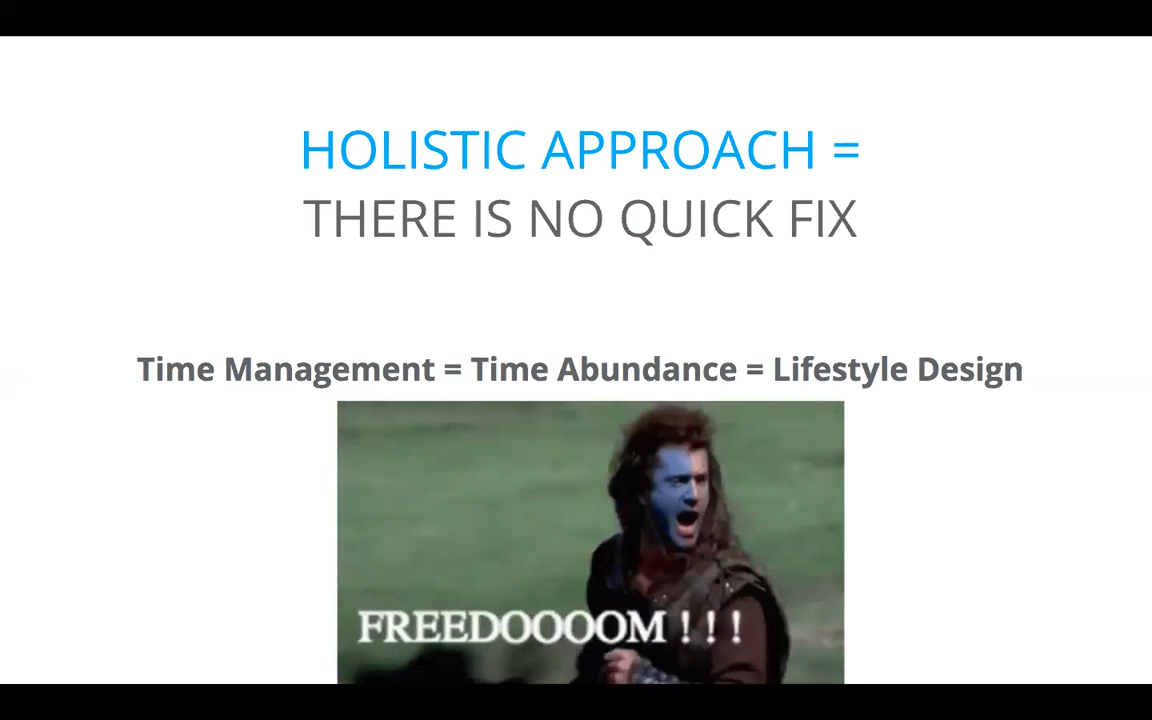 HOLISTIC APPROACH =
THERE IS NO QUICK FIX
Time Management = Time Abundance = Lifestyle Design
FREEDOOOOM ! ! !